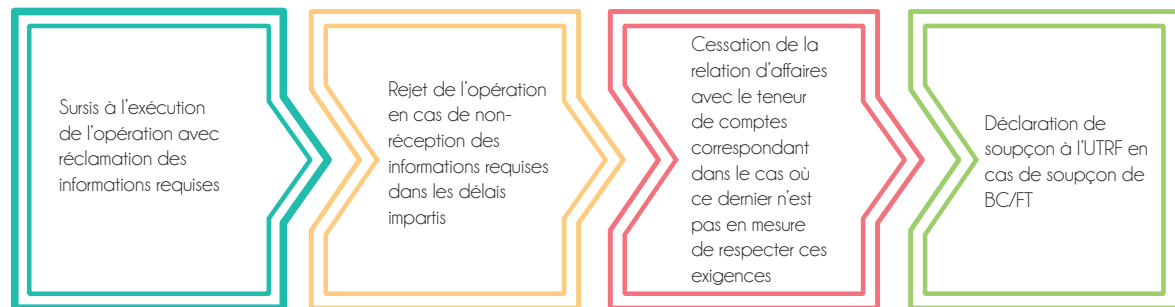 Sursis à l'exécution
de l'opération avec
réclamation des
informations requises
Rejet de l'opération
en cas de non-
réception des
informations requises
dans les délais
impartis
Cessation de la
relation d'affaires
avec le teneur
de comptes
correspondant
dans le cas où
ce dernier n'est
pas en mesure
de respecter ces
exigences
Déclaration de
soupçon à l'UTRF en
cas de soupçon de
BC/FT